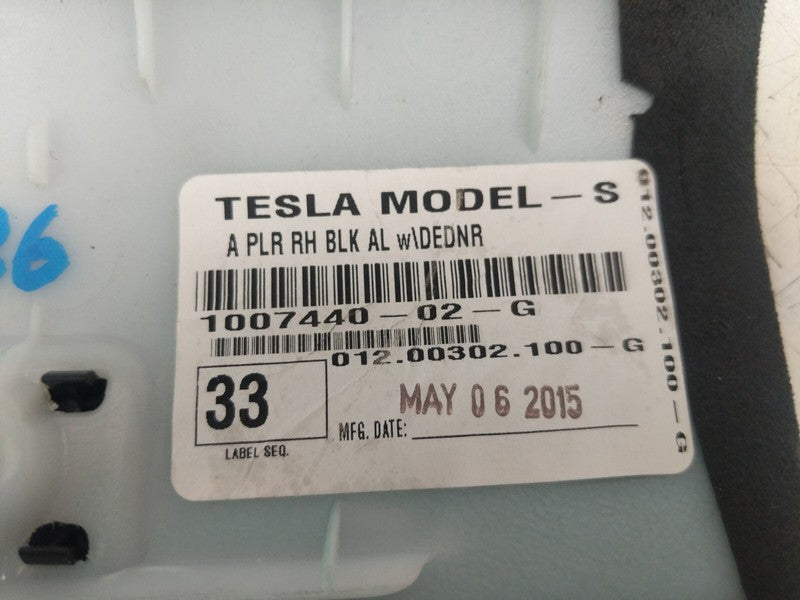 TESLA MODEL-S
A PLR RH BLK AL w\DEDNR
1007440-02-G
012.00302.100-G
33
LABEL SEQ.
MFG. DATE: MAY 06 2015
012.00302.100-G
36